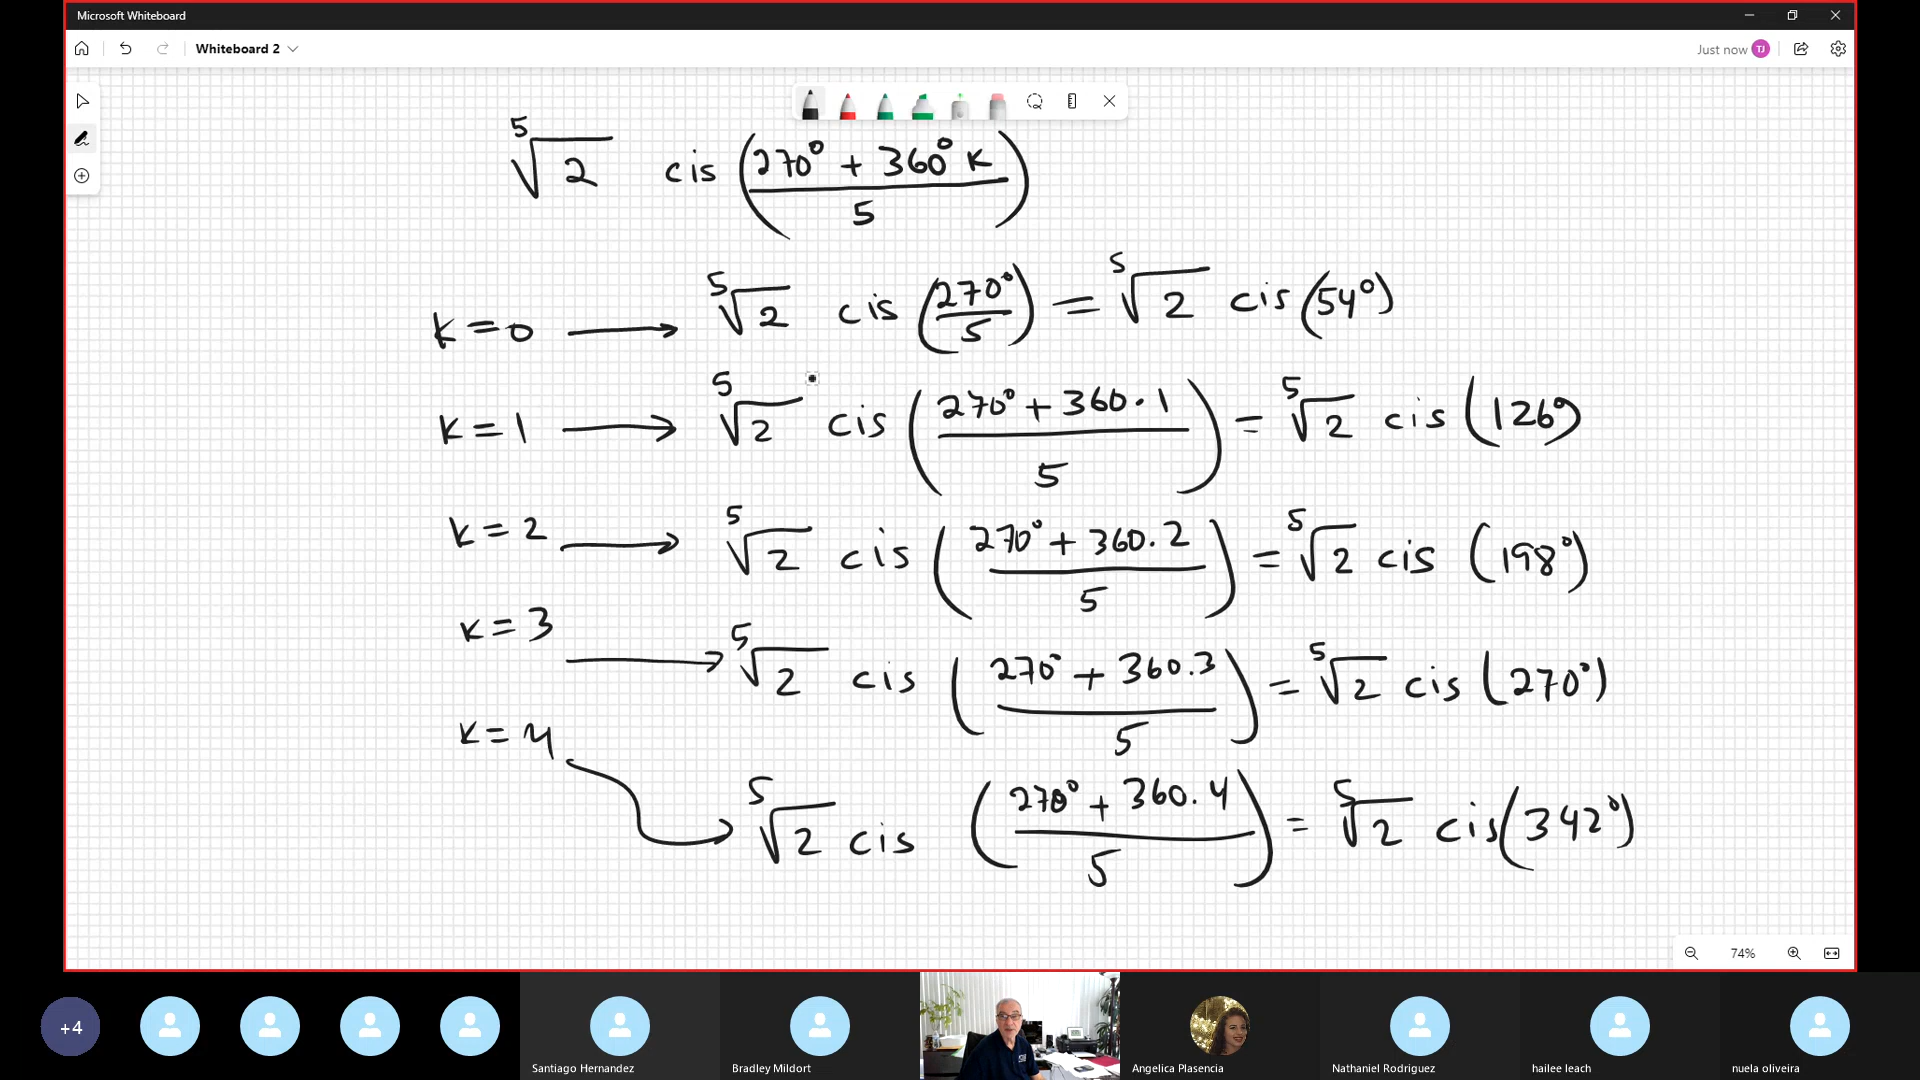 Microsoft Whiteboard
Whiteboard 2
Just now TJ
⁵√2 cis((270° + 360° k)/5)
k = 0 → ⁵√2 cis(270°/5) = ⁵√2 cis(54°)
k = 1 → ⁵√2 cis((270° + 360·1)/5) = ⁵√2 cis(126°)
k = 2 → ⁵√2 cis((270° + 360·2)/5) = ⁵√2 cis(198°)
k = 3 → ⁵√2 cis((270° + 360·3)/5) = ⁵√2 cis(270°)
k = 4 → ⁵√2 cis((270° + 360·4)/5) = ⁵√2 cis(342°)
74%
+4
Santiago Hernandez
Bradley Mildort
Angelica Plasencia
Nathaniel Rodriguez
hailee leach
nuela oliveira